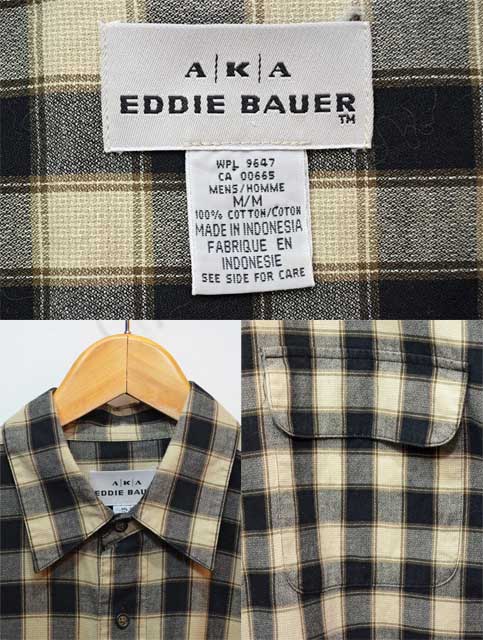 A|K|A
EDDIE BAUER
TM
WPL 9647
CA 00665
MENS/HOMME
M/M
100% COTTON/COTON
MADE IN INDONESIA
FABRIQUE EN
INDONESIE
SEE SIDE FOR CARE
A|K|A
EDDIE BAUER